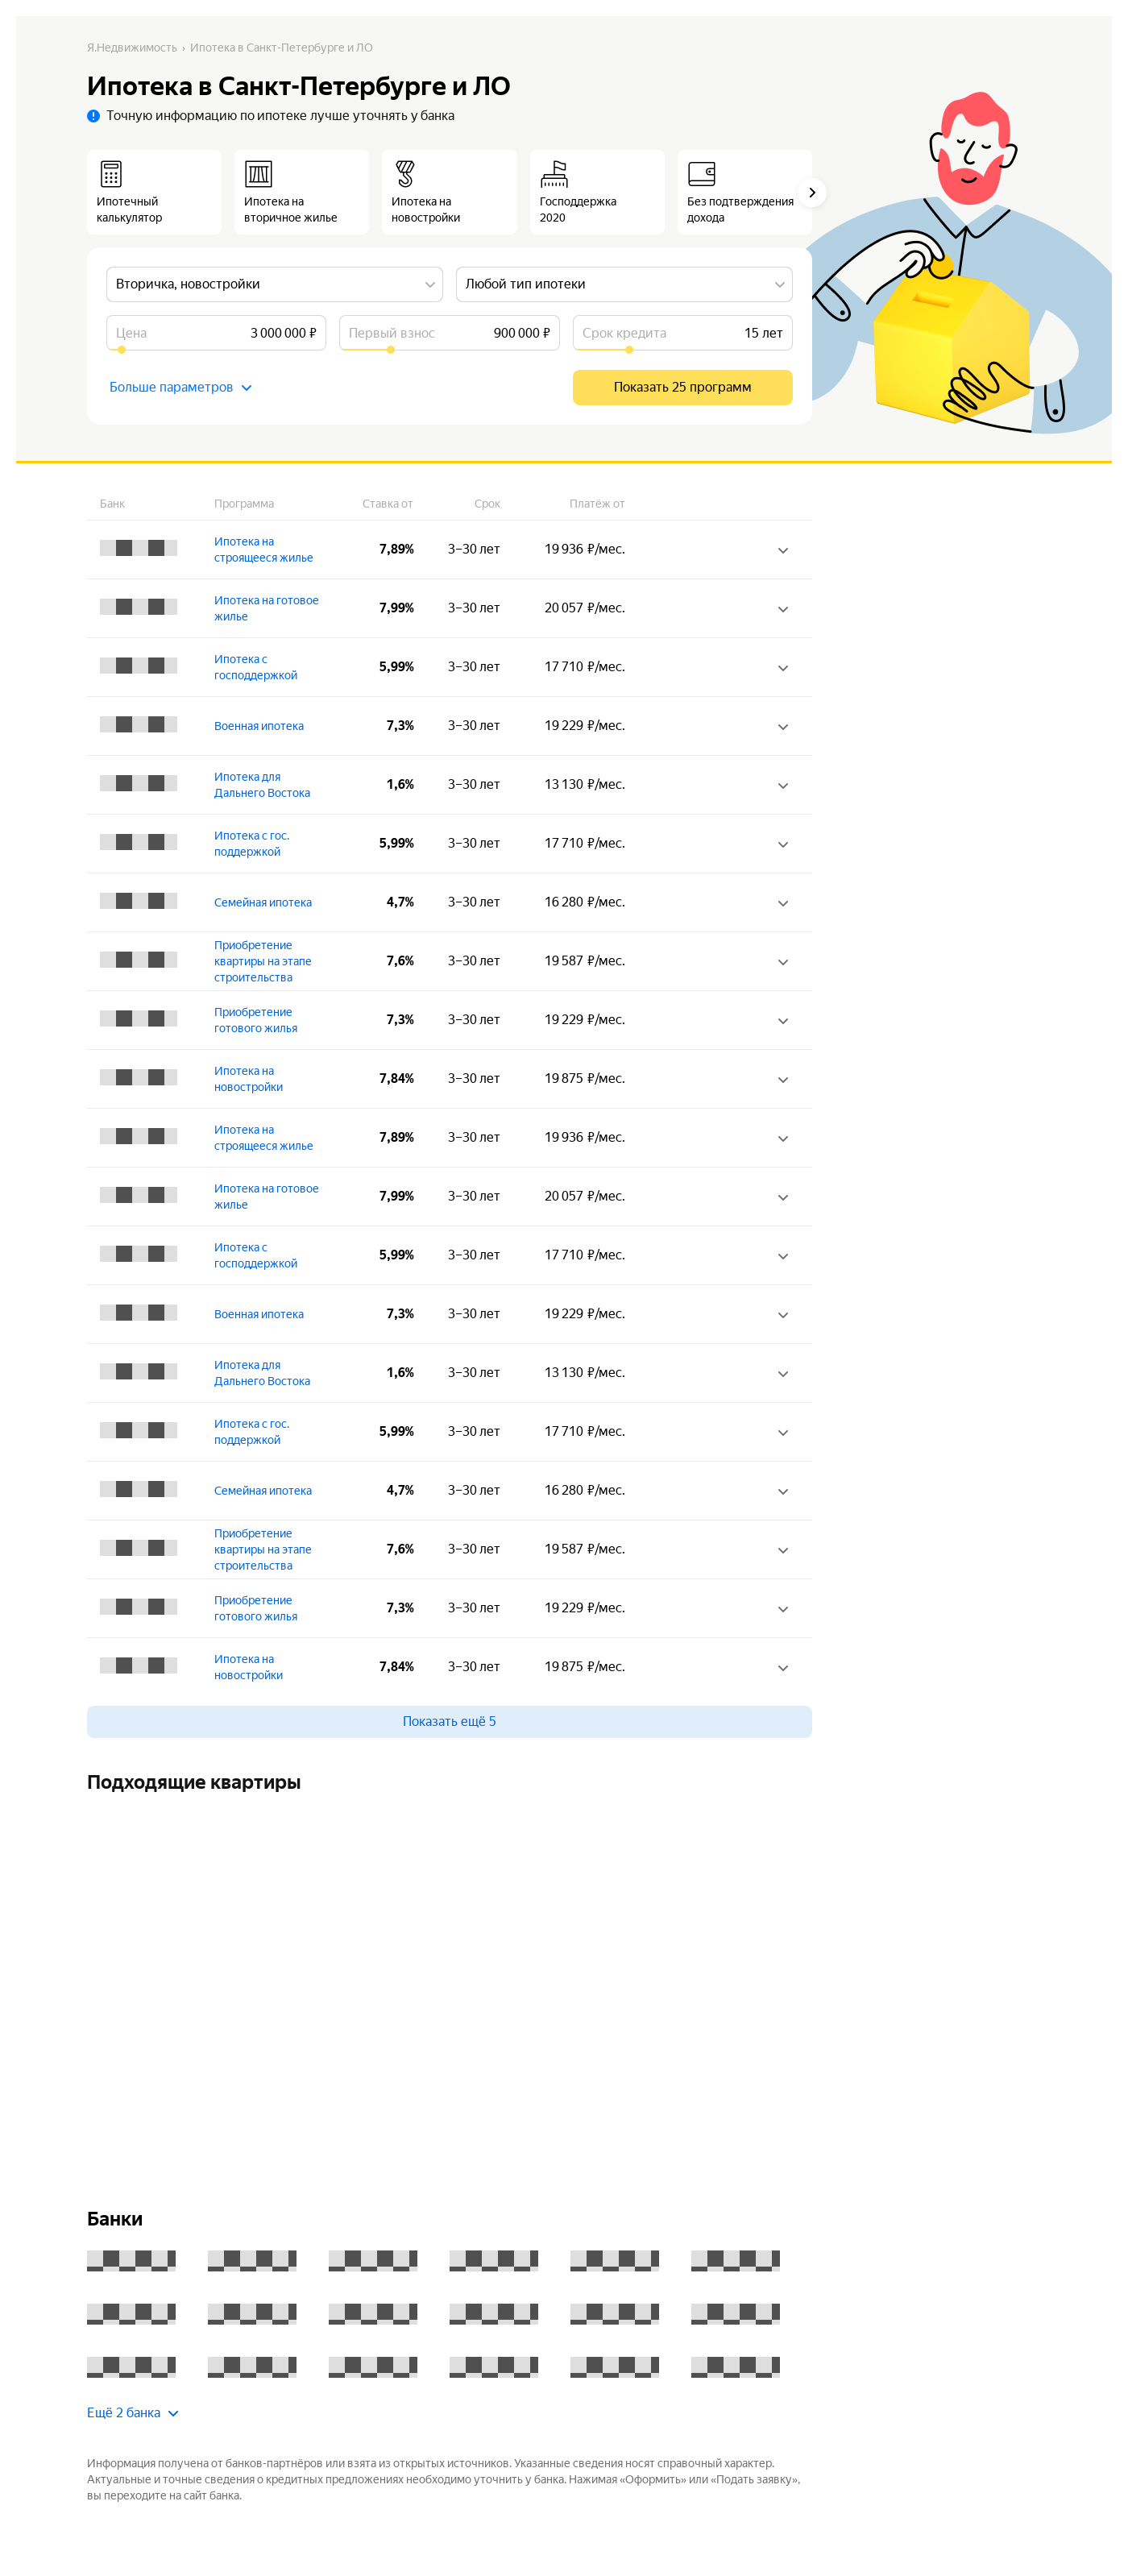 Я.Недвижимость › Ипотека в Санкт-Петербурге и ЛО
Ипотека в Санкт-Петербурге и ЛО
Точную информацию по ипотеке лучше уточнять у банка
Ипотечный
калькулятор
Ипотека на
вторичное жилье
Ипотека на
новостройки
Господдержка
2020
Без подтверждения
дохода
Вторичка, новостройки
Любой тип ипотеки
Цена 3 000 000 ₽
Первый взнос 900 000 ₽
Срок кредита 15 лет
Больше параметров
Показать 25 программ
Банк Программа Ставка от Срок Платёж от
Ипотека на
строящееся жилье
7,89% 3–30 лет 19 936 ₽/мес.
Ипотека на готовое
жилье
7,99% 3–30 лет 20 057 ₽/мес.
Ипотека с
господдержкой
5,99% 3–30 лет 17 710 ₽/мес.
Военная ипотека 7,3% 3–30 лет 19 229 ₽/мес.
Ипотека для
Дальнего Востока
1,6% 3–30 лет 13 130 ₽/мес.
Ипотека с гос.
поддержкой
5,99% 3–30 лет 17 710 ₽/мес.
Семейная ипотека 4,7% 3–30 лет 16 280 ₽/мес.
Приобретение
квартиры на этапе
строительства
7,6% 3–30 лет 19 587 ₽/мес.
Приобретение
готового жилья
7,3% 3–30 лет 19 229 ₽/мес.
Ипотека на
новостройки
7,84% 3–30 лет 19 875 ₽/мес.
Ипотека на
строящееся жилье
7,89% 3–30 лет 19 936 ₽/мес.
Ипотека на готовое
жилье
7,99% 3–30 лет 20 057 ₽/мес.
Ипотека с
господдержкой
5,99% 3–30 лет 17 710 ₽/мес.
Военная ипотека 7,3% 3–30 лет 19 229 ₽/мес.
Ипотека для
Дальнего Востока
1,6% 3–30 лет 13 130 ₽/мес.
Ипотека с гос.
поддержкой
5,99% 3–30 лет 17 710 ₽/мес.
Семейная ипотека 4,7% 3–30 лет 16 280 ₽/мес.
Приобретение
квартиры на этапе
строительства
7,6% 3–30 лет 19 587 ₽/мес.
Приобретение
готового жилья
7,3% 3–30 лет 19 229 ₽/мес.
Ипотека на
новостройки
7,84% 3–30 лет 19 875 ₽/мес.
Показать ещё 5
Подходящие квартиры
Банки
Ещё 2 банка
Информация получена от банков-партнёров или взята из открытых источников. Указанные сведения носят справочный характер.
Актуальные и точные сведения о кредитных предложениях необходимо уточнить у банка. Нажимая «Оформить» или «Подать заявку»,
вы переходите на сайт банка.